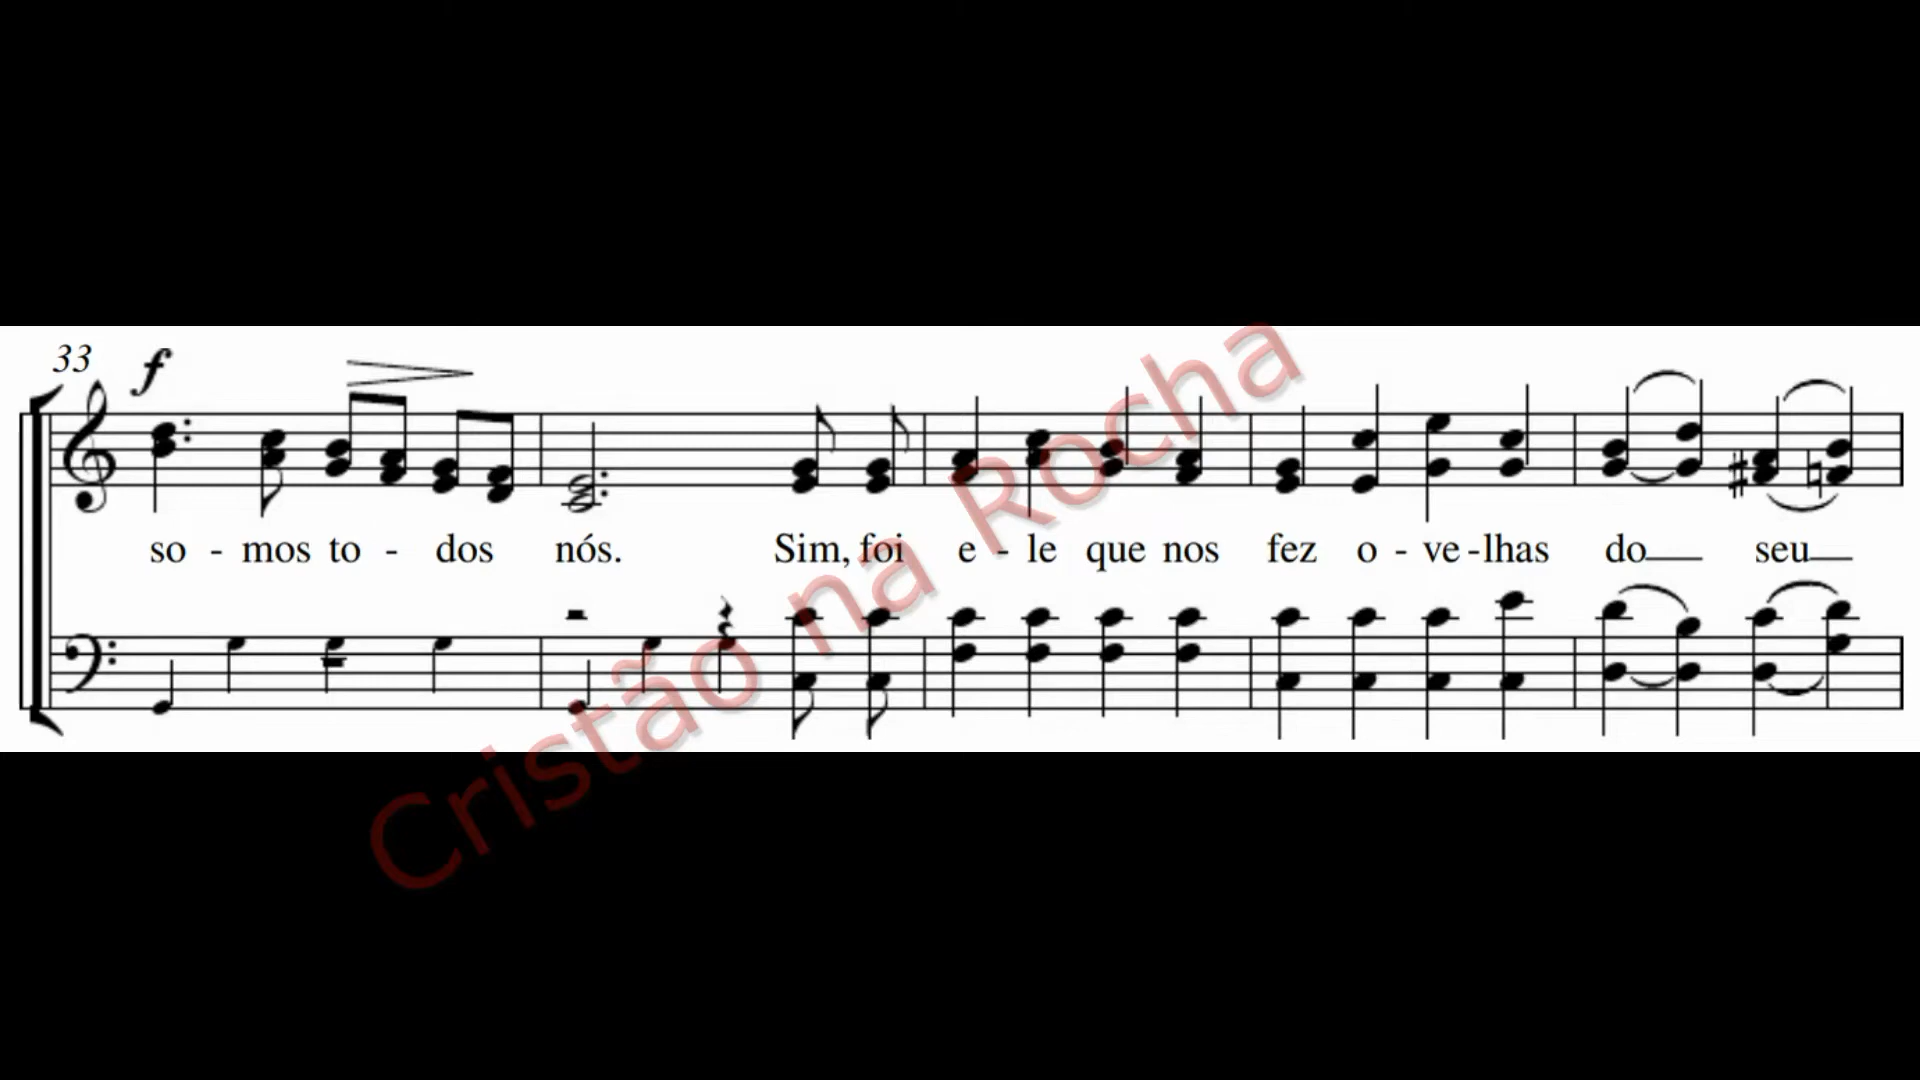 33 f
so - mos to - dos nós. Sim, foi e - le que nos fez o - ve - lhas do seu
Cristão na Rocha